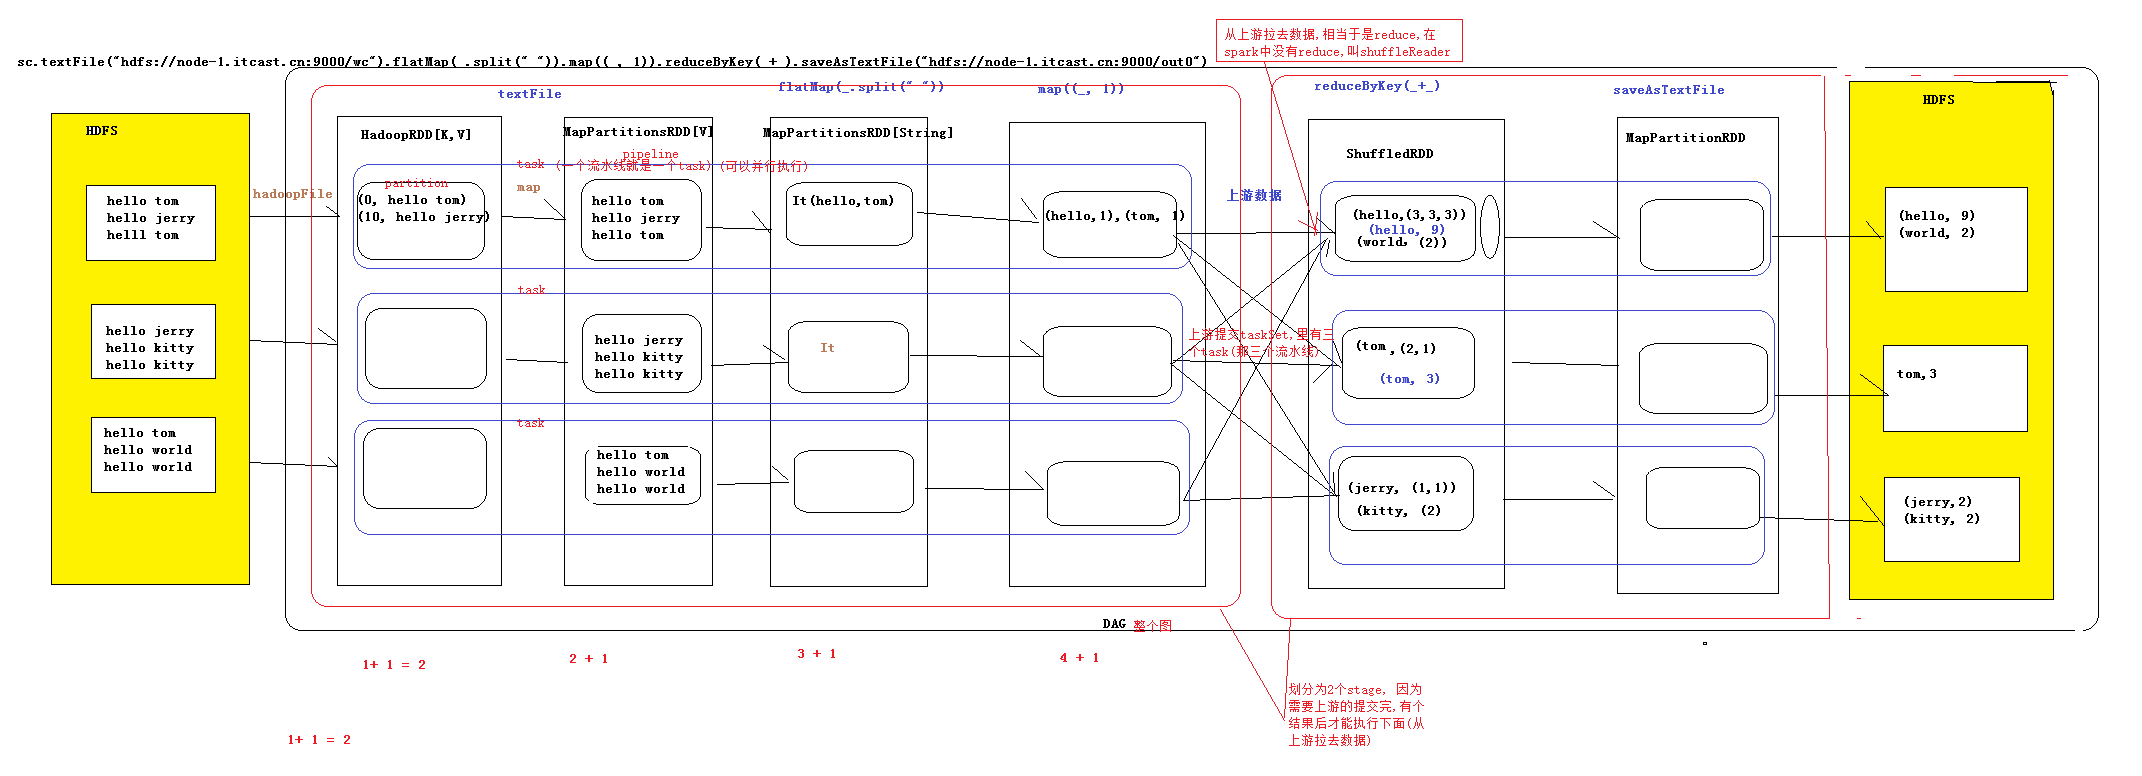 从上游拉去数据,相当于是reduce,在
spark中没有reduce,叫shuffleReader
sc.textFile("hdfs://node-1.itcast.cn:9000/wc").flatMap(_.split(" ")).map((_, 1)).reduceByKey(_+_).saveAsTextFile("hdfs://node-1.itcast.cn:9000/out0")
textFile
flatMap(_.split(" "))
map((_, 1))
reduceByKey(_+_)
saveAsTextFile
HDFS
hello tom
hello jerry
helll tom
hello jerry
hello kitty
hello kitty
hello tom
hello world
hello world
hadoopFile
HadoopRDD[K,V]
partition
(0, hello tom)
(10, hello jerry)
map
MapPartitionsRDD[V]
pipeline
task (一个流水线就是一个task)(可以并行执行)
hello tom
hello jerry
hello tom
task
hello jerry
hello kitty
hello kitty
task
hello tom
hello world
hello world
MapPartitionsRDD[String]
It(hello,tom)
It
(hello,1),(tom, 1)
上游数据
上游提交taskSet,里有三
个task(那三个流水线)
ShuffledRDD
(hello,(3,3,3))
(hello, 9)
(world, (2))
(tom,(2,1)
(tom, 3)
(jerry, (1,1))
(kitty, (2)
MapPartitionRDD
HDFS
(hello, 9)
(world, 2)
tom,3
(jerry,2)
(kitty, 2)
DAG 整个图
1+ 1 = 2
2 + 1
3 + 1
4 + 1
划分为2个stage, 因为
需要上游的提交完,有个
结果后才能执行下面(从
上游拉去数据)
1+ 1 = 2